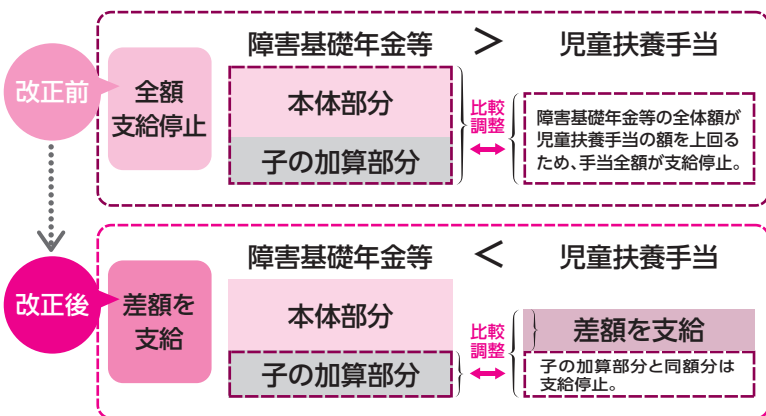 改正前
全額
支給停止
障害基礎年金等 > 児童扶養手当
本体部分
子の加算部分
比較
調整
障害基礎年金等の全体額が
児童扶養手当の額を上回る
ため、手当全額が支給停止。
改正後
差額を
支給
障害基礎年金等 < 児童扶養手当
本体部分
子の加算部分
比較
調整
差額を支給
子の加算部分と同額分は
支給停止。